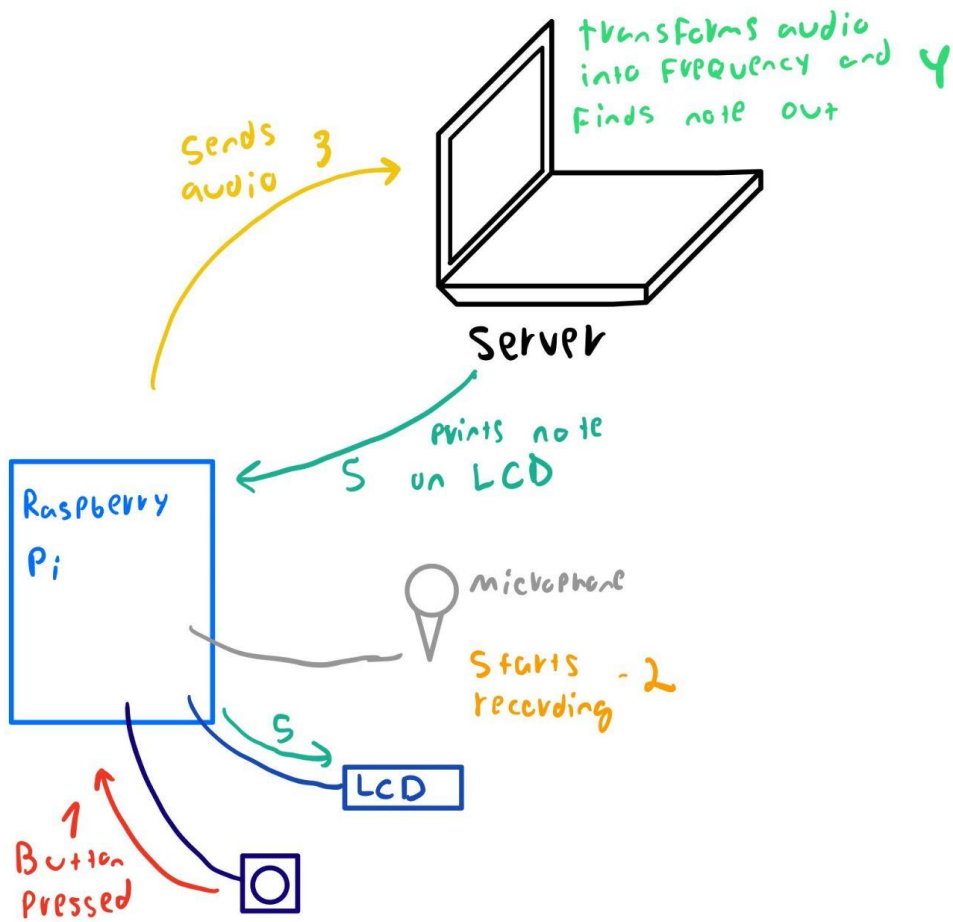 transforms audio
into Frequency and 4
Finds note out
Sends 3
audio
Server
prints note
5 on LCD
Raspberry
Pi
microphone
Starts - 2
recording
5
LCD
1
Button
pressed